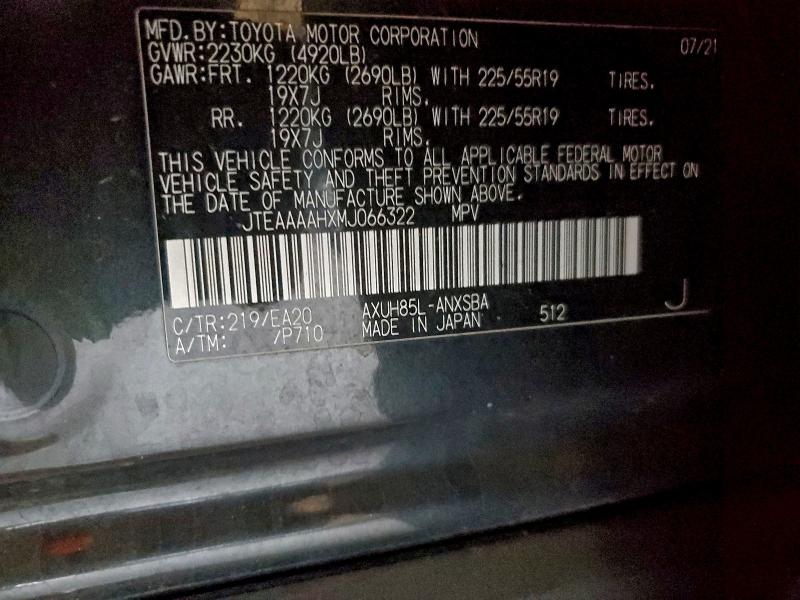 MFD.BY:TOYOTA MOTOR CORPORATION 07/21
GVWR:2230KG (4920LB)
GAWR:FRT. 1220KG (2690LB) WITH 225/55R19 TIRES.
19X7J RIMS.
RR. 1220KG (2690LB) WITH 225/55R19 TIRES.
19X7J RIMS.
THIS VEHICLE CONFORMS TO ALL APPLICABLE FEDERAL MOTOR
VEHICLE SAFETY AND THEFT PREVENTION STANDARDS IN EFFECT ON
THE DATE OF MANUFACTURE SHOWN ABOVE.
JTEAAAAHXMJ066322 MPV
C/TR:219/EA20 AXUH85L-ANXSBA 512 J
A/TM: /P710 MADE IN JAPAN